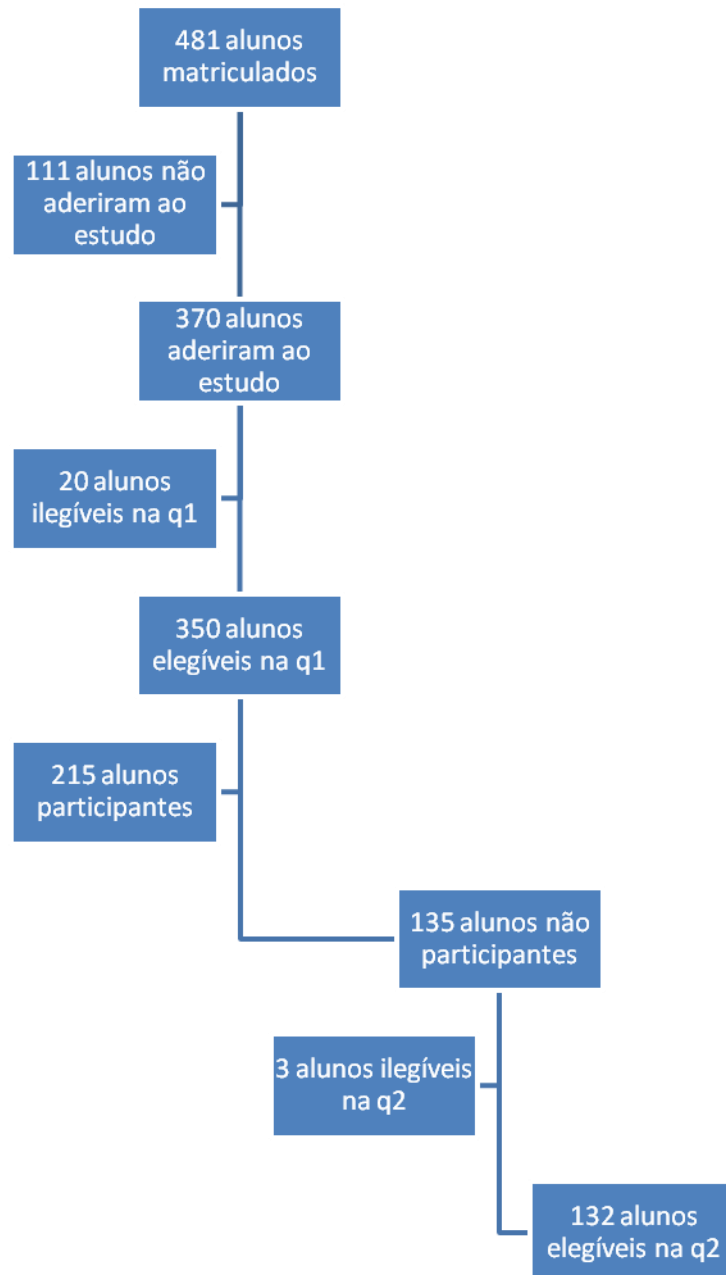 481 alunos
matriculados
111 alunos não
aderiram ao
estudo
370 alunos
aderiram ao
estudo
20 alunos
ilegíveis na q1
350 alunos
elegíveis na q1
215 alunos
participantes
135 alunos não
participantes
3 alunos ilegíveis
na q2
132 alunos
elegíveis na q2